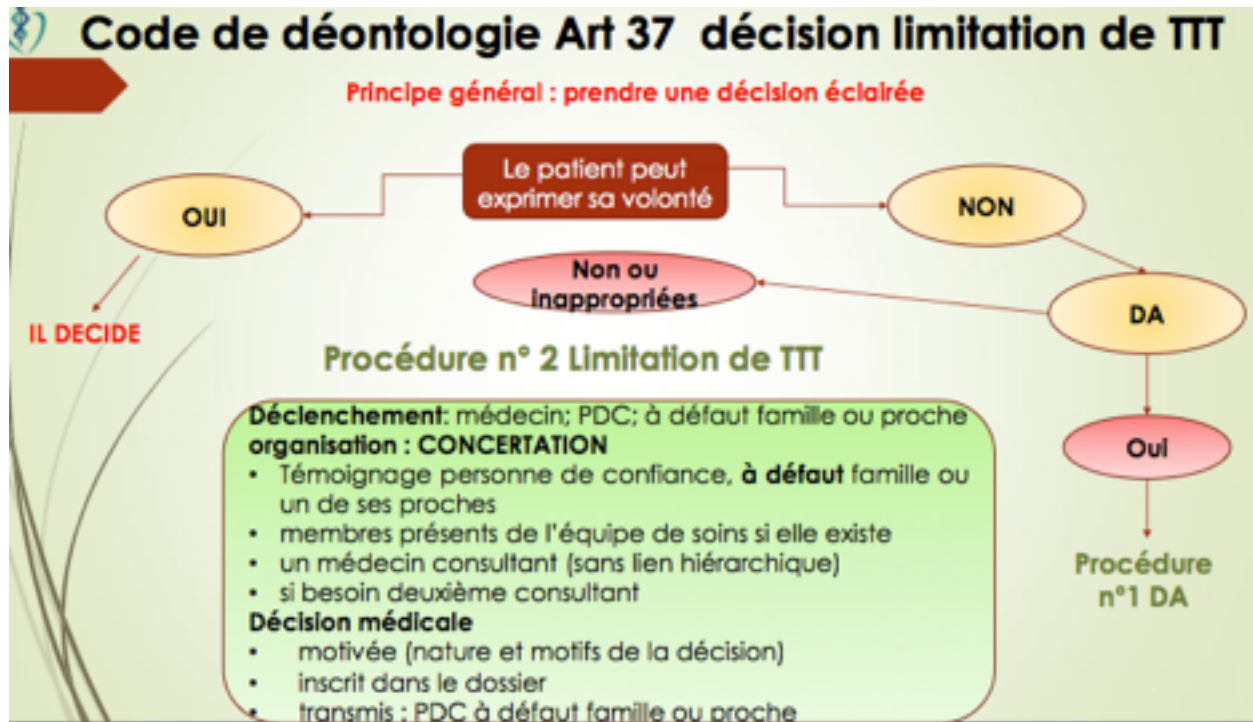 Code de déontologie Art 37 décision limitation de TTT
Principe général : prendre une décision éclairée
Le patient peut
exprimer sa volonté
OUI
NON
Non ou
inappropriées
DA
IL DECIDE
Procédure n° 2 Limitation de TTT
Oui
Procédure
n°1 DA
Déclenchement: médecin; PDC; à défaut famille ou proche
organisation : CONCERTATION
• Témoignage personne de confiance, à défaut famille ou
un de ses proches
• membres présents de l'équipe de soins si elle existe
• un médecin consultant (sans lien hiérarchique)
• si besoin deuxième consultant
Décision médicale
• motivée (nature et motifs de la décision)
• inscrit dans le dossier
• transmis : PDC à défaut famille ou proche